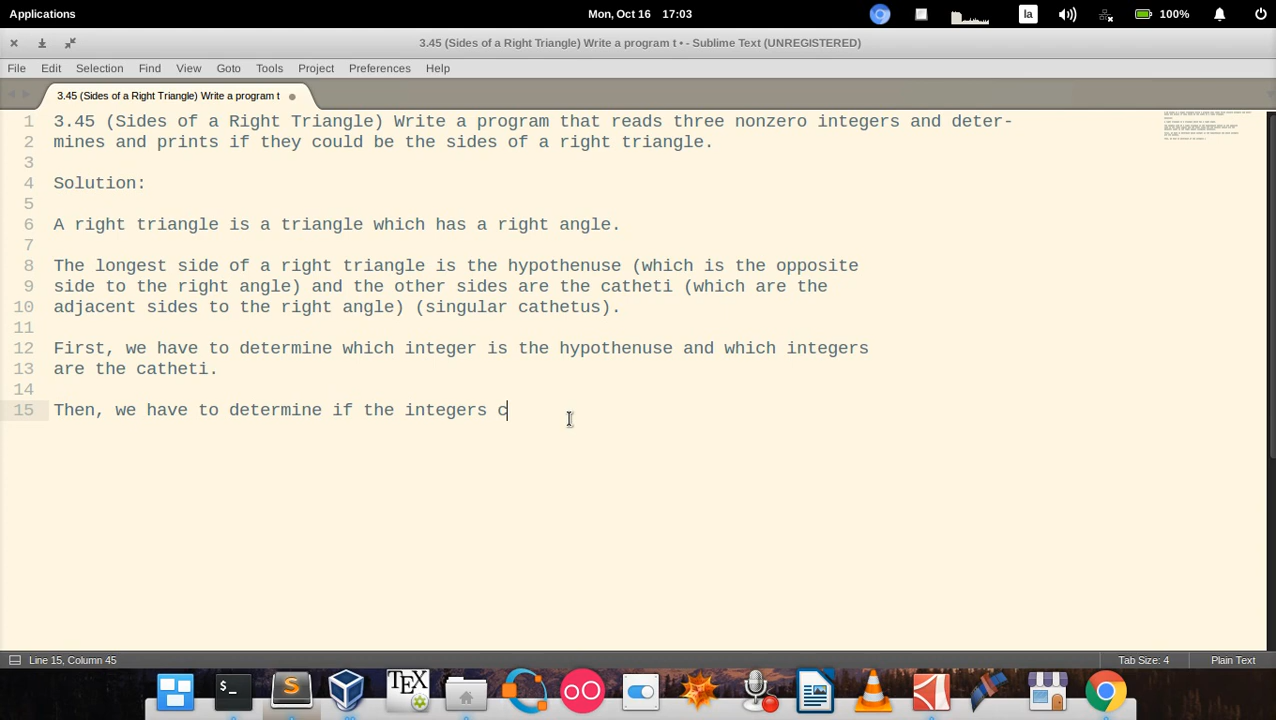 Applications
Mon, Oct 16 17:03
la
100%
3.45 (Sides of a Right Triangle) Write a program t • - Sublime Text (UNREGISTERED)
File Edit Selection Find View Goto Tools Project Preferences Help
3.45 (Sides of a Right Triangle) Write a program t
1 3.45 (Sides of a Right Triangle) Write a program that reads three nonzero integers and deter-
2 mines and prints if they could be the sides of a right triangle.
3
4 Solution:
5
6 A right triangle is a triangle which has a right angle.
7
8 The longest side of a right triangle is the hypothenuse (which is the opposite
9 side to the right angle) and the other sides are the catheti (which are the
10 adjacent sides to the right angle) (singular cathetus).
11
12 First, we have to determine which integer is the hypothenuse and which integers
13 are the catheti.
14
15 Then, we have to determine if the integers c
Line 15, Column 45
Tab Size: 4
Plain Text
>_
S
TEX